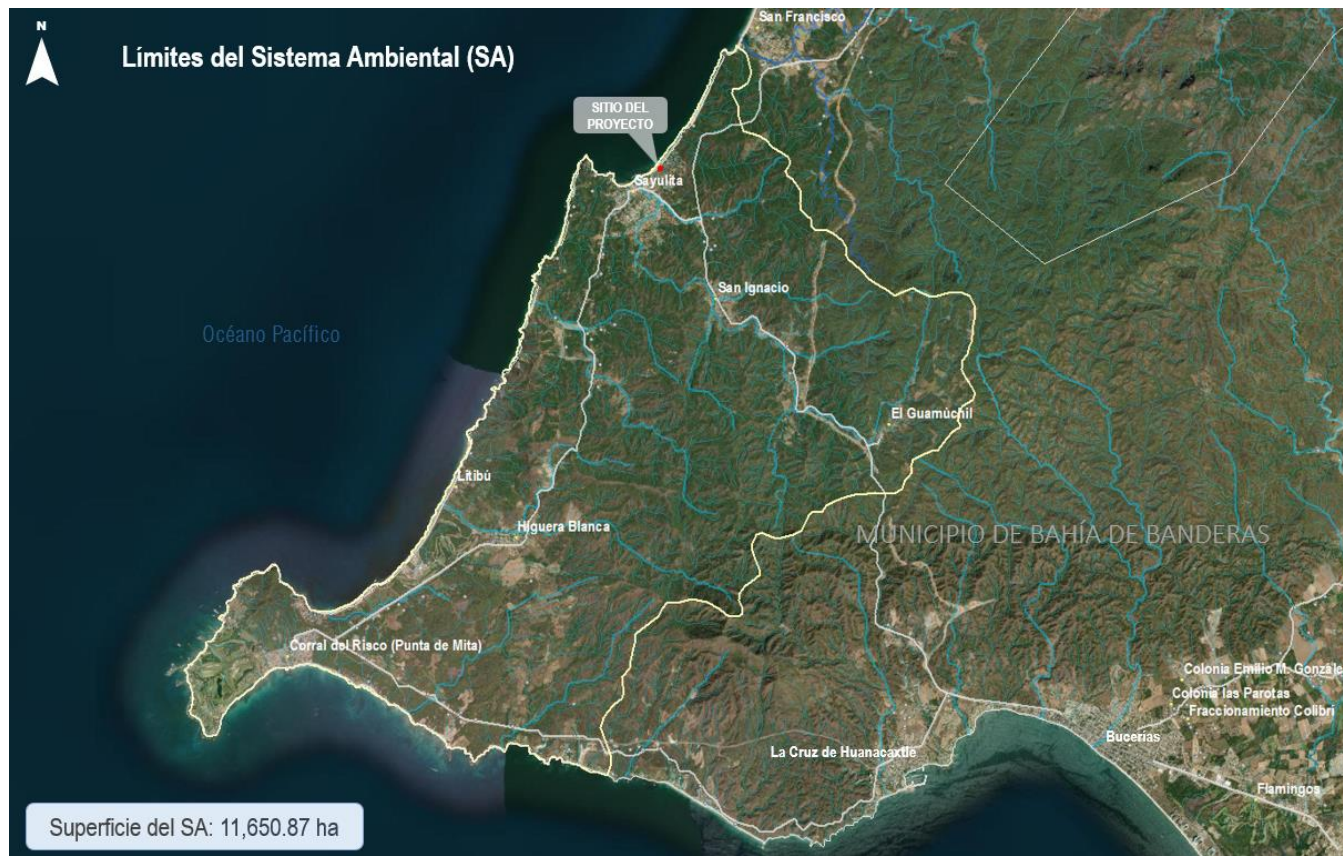 N
Límites del Sistema Ambiental (SA)
San Francisco
SITIO DEL
PROYECTO
Sayulita
San Ignacio
Océano Pacífico
El Guamúchil
Litibú
Higuera Blanca
MUNICIPIO DE BAHÍA DE BANDERAS
Corral del Risco (Punta de Mita)
Colonia Emilio M. Gonzále
Colonia las Parotas
Fraccionamiento Colibrí
Bucerías
La Cruz de Huanacaxtle
Flamingos
Superficie del SA: 11,650.87 ha